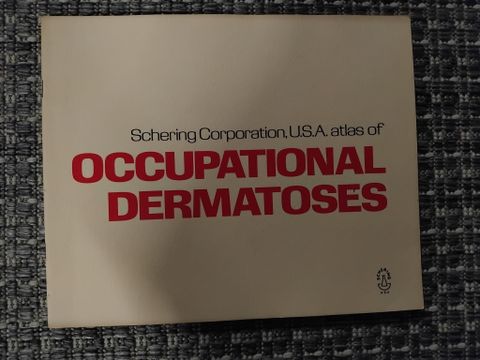 Schering Corporation, U.S.A. atlas of
OCCUPATIONAL
DERMATOSES